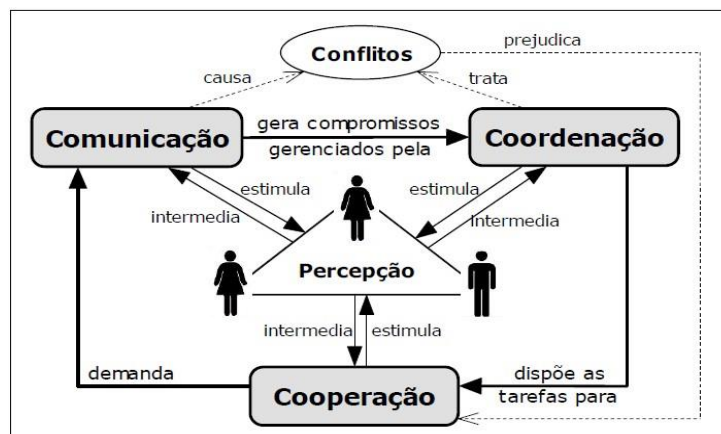 Conflitos
prejudica
causa
trata
Comunicação
gera compromissos
gerenciados pela
Coordenação
estimula
intermedia
estimula
intermedia
Percepção
intermedia
estimula
demanda
Cooperação
dispõe as
tarefas para